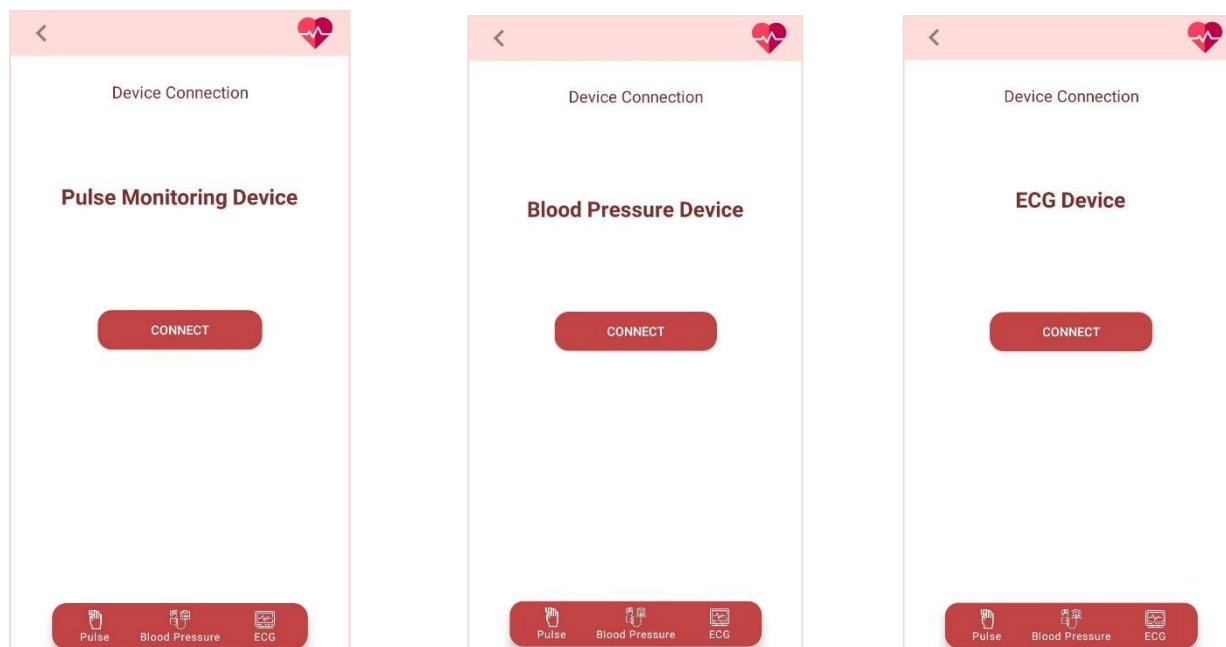 Device Connection
Pulse Monitoring Device
CONNECT
Pulse Blood Pressure ECG
Device Connection
Blood Pressure Device
CONNECT
Pulse Blood Pressure ECG
Device Connection
ECG Device
CONNECT
Pulse Blood Pressure ECG